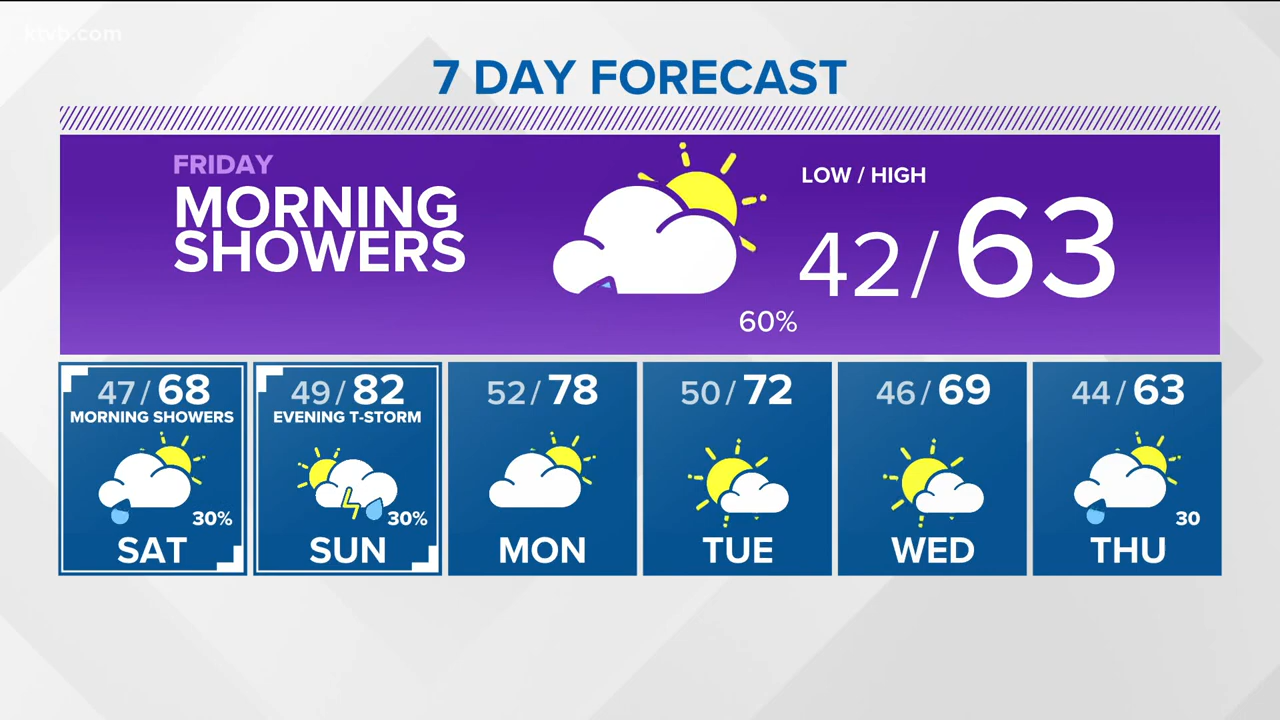 ktvb.com
7 DAY FORECAST
FRIDAY
MORNING
SHOWERS
LOW / HIGH
42/63
60%
47/68
MORNING SHOWERS
30%
SAT
49/82
EVENING T-STORM
30%
SUN
52/78
MON
50/72
TUE
46/69
WED
44/63
30
THU